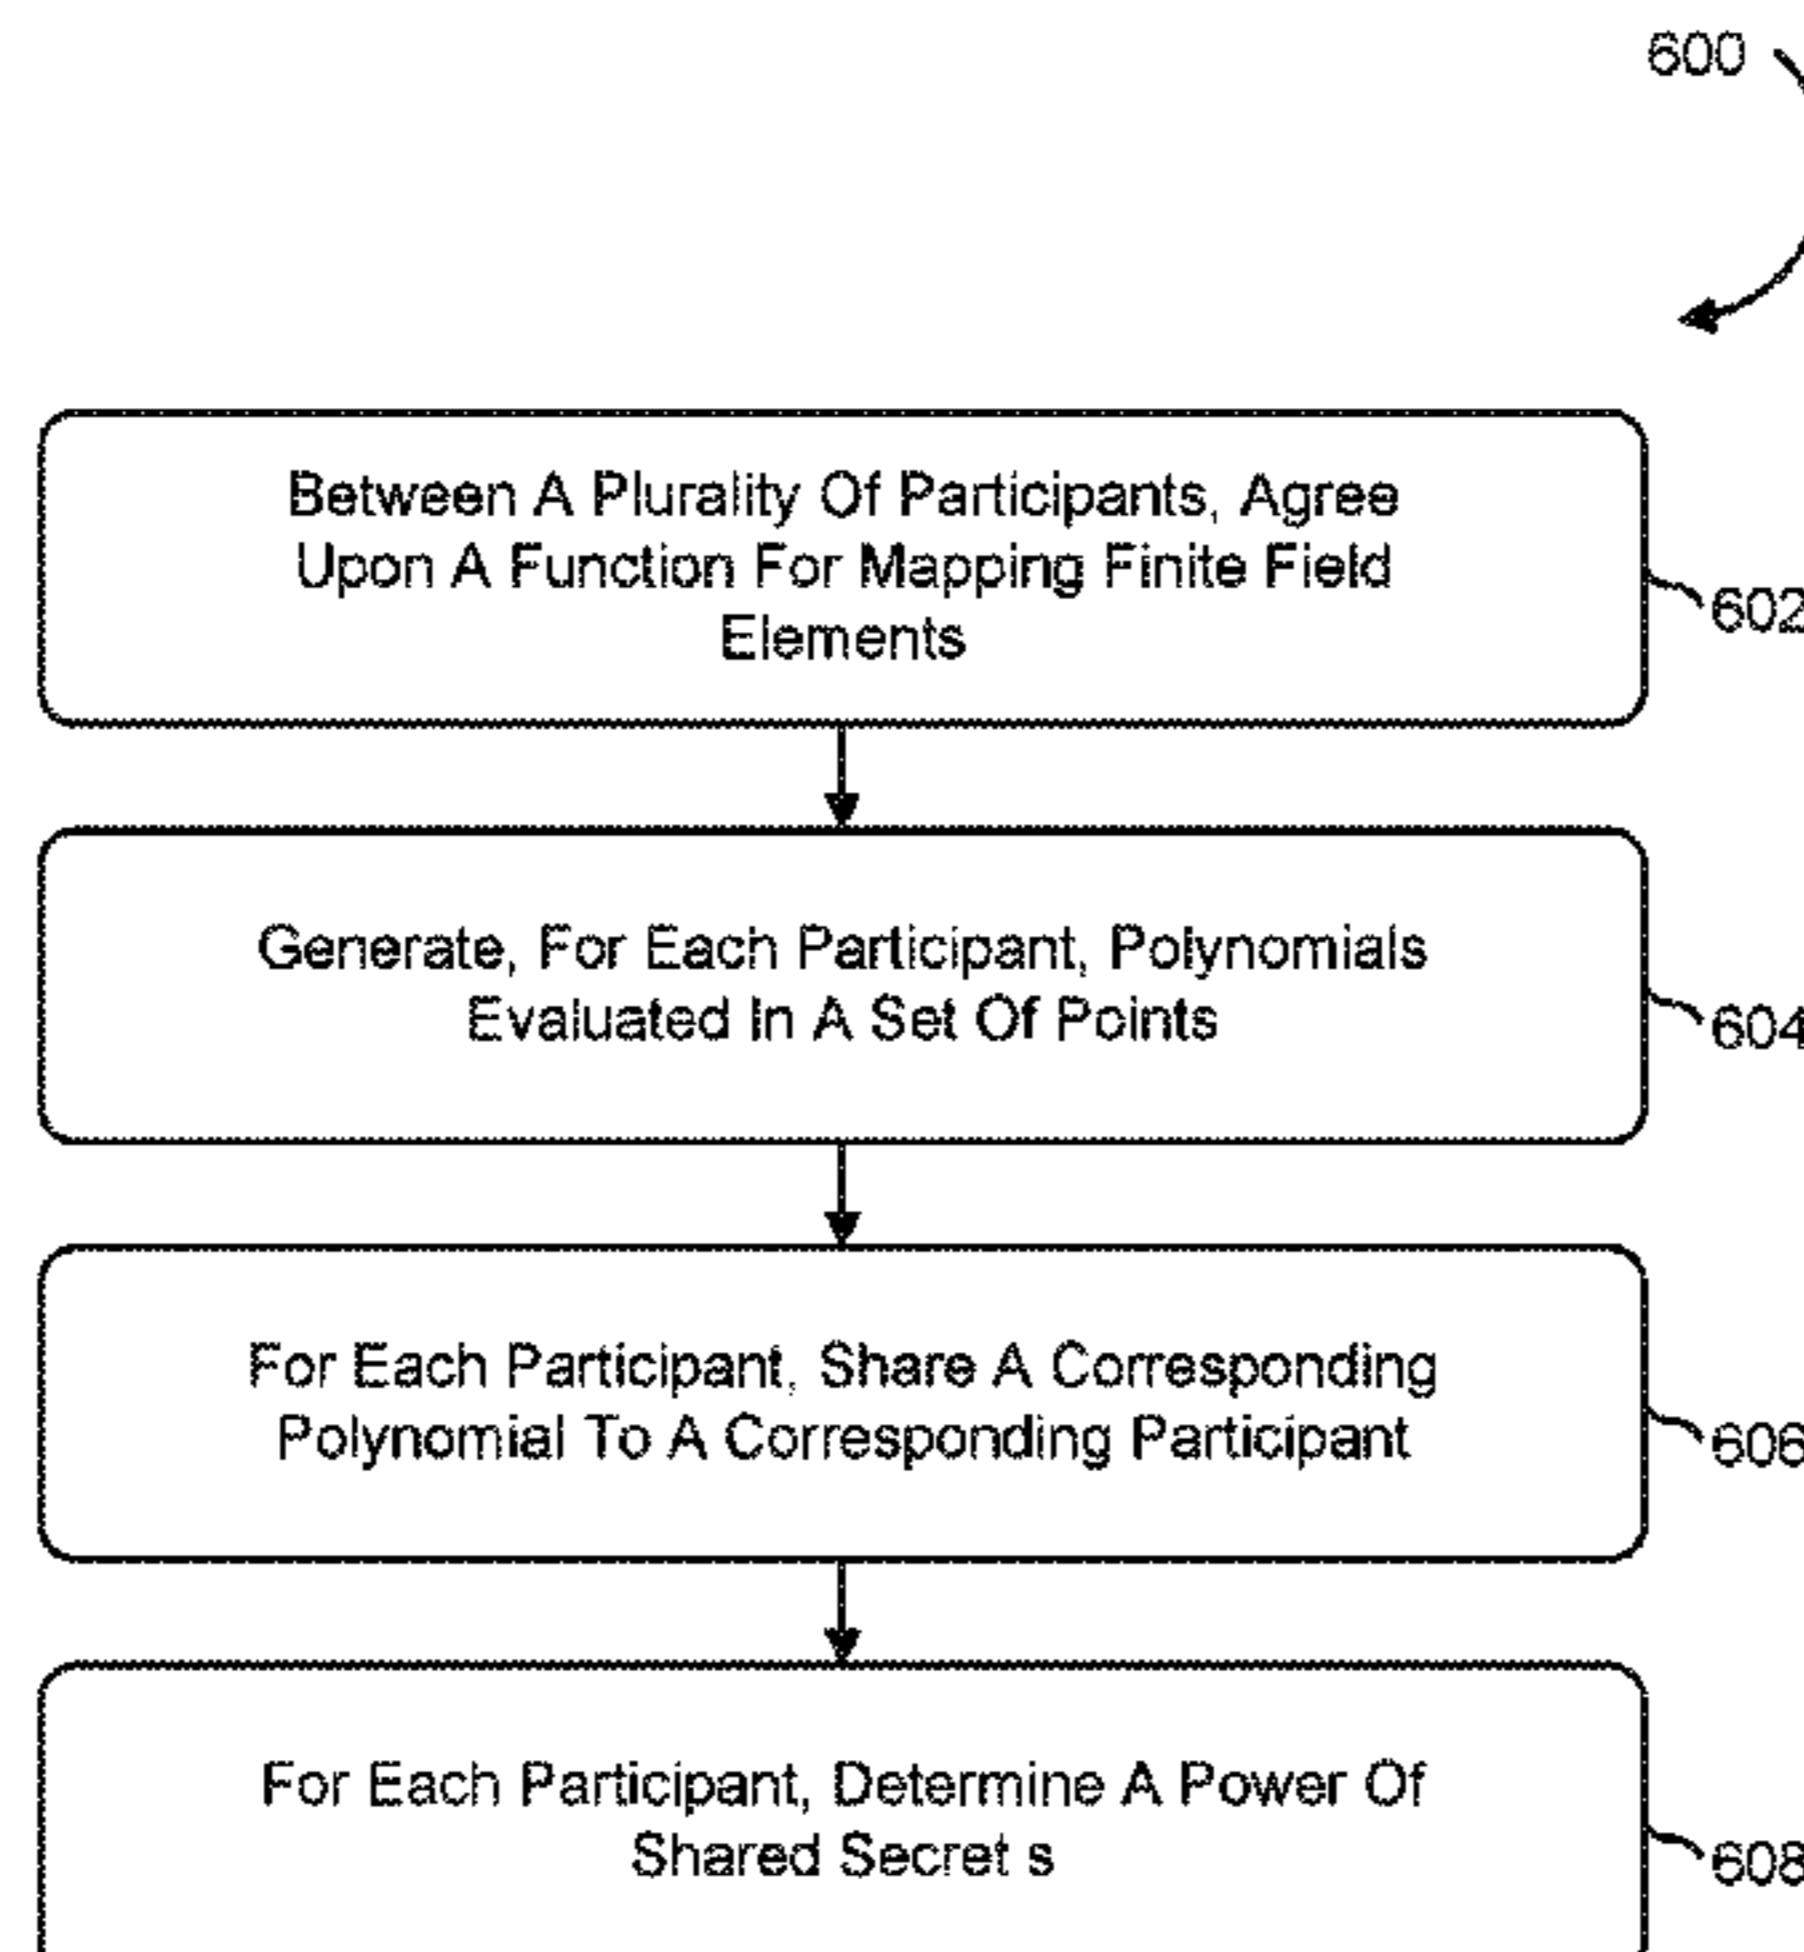 600
Between A Plurality Of Participants, Agree
Upon A Function For Mapping Finite Field
Elements
602
Generate, For Each Participant, Polynomials
Evaluated In A Set Of Points
604
For Each Participant, Share A Corresponding
Polynomial To A Corresponding Participant
606
For Each Participant, Determine A Power Of
Shared Secret s
608